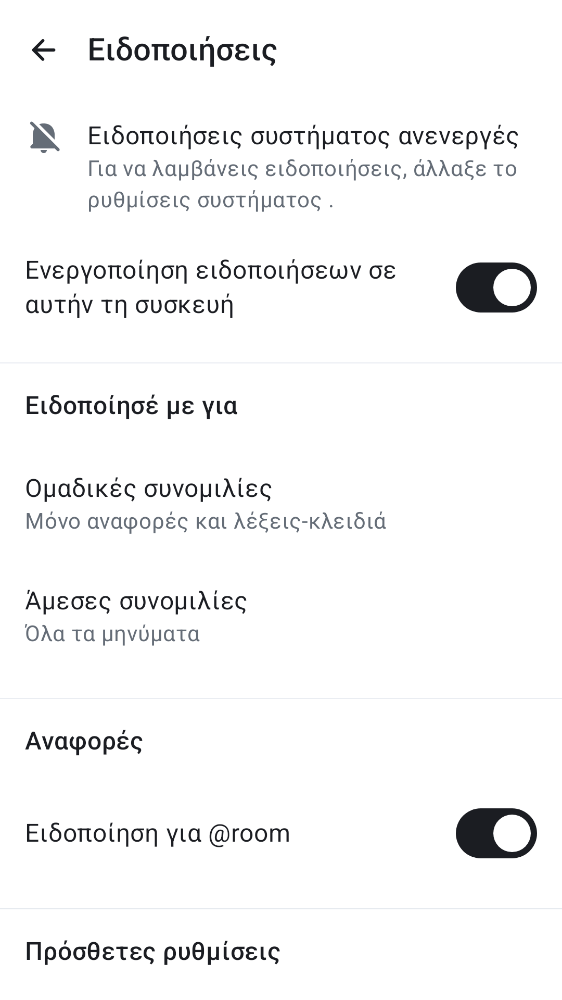 Ειδοποιήσεις
Ειδοποιήσεις συστήματος ανενεργές
Για να λαμβάνεις ειδοποιήσεις, άλλαξε το
ρυθμίσεις συστήματος .
Ενεργοποίηση ειδοποιήσεων σε
αυτήν τη συσκευή
Ειδοποίησέ με για
Ομαδικές συνομιλίες
Μόνο αναφορές και λέξεις-κλειδιά
Άμεσες συνομιλίες
Όλα τα μηνύματα
Αναφορές
Ειδοποίηση για @room
Πρόσθετες ρυθμίσεις